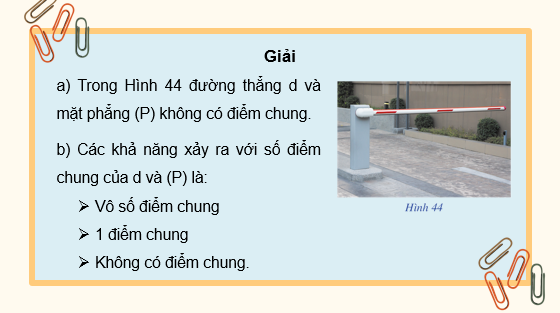 Giải
a) Trong Hình 44 đường thẳng d và
mặt phẳng (P) không có điểm chung.
b) Các khả năng xảy ra với số điểm
chung của d và (P) là:
➢ Vô số điểm chung
➢ 1 điểm chung
➢ Không có điểm chung.
Hình 44